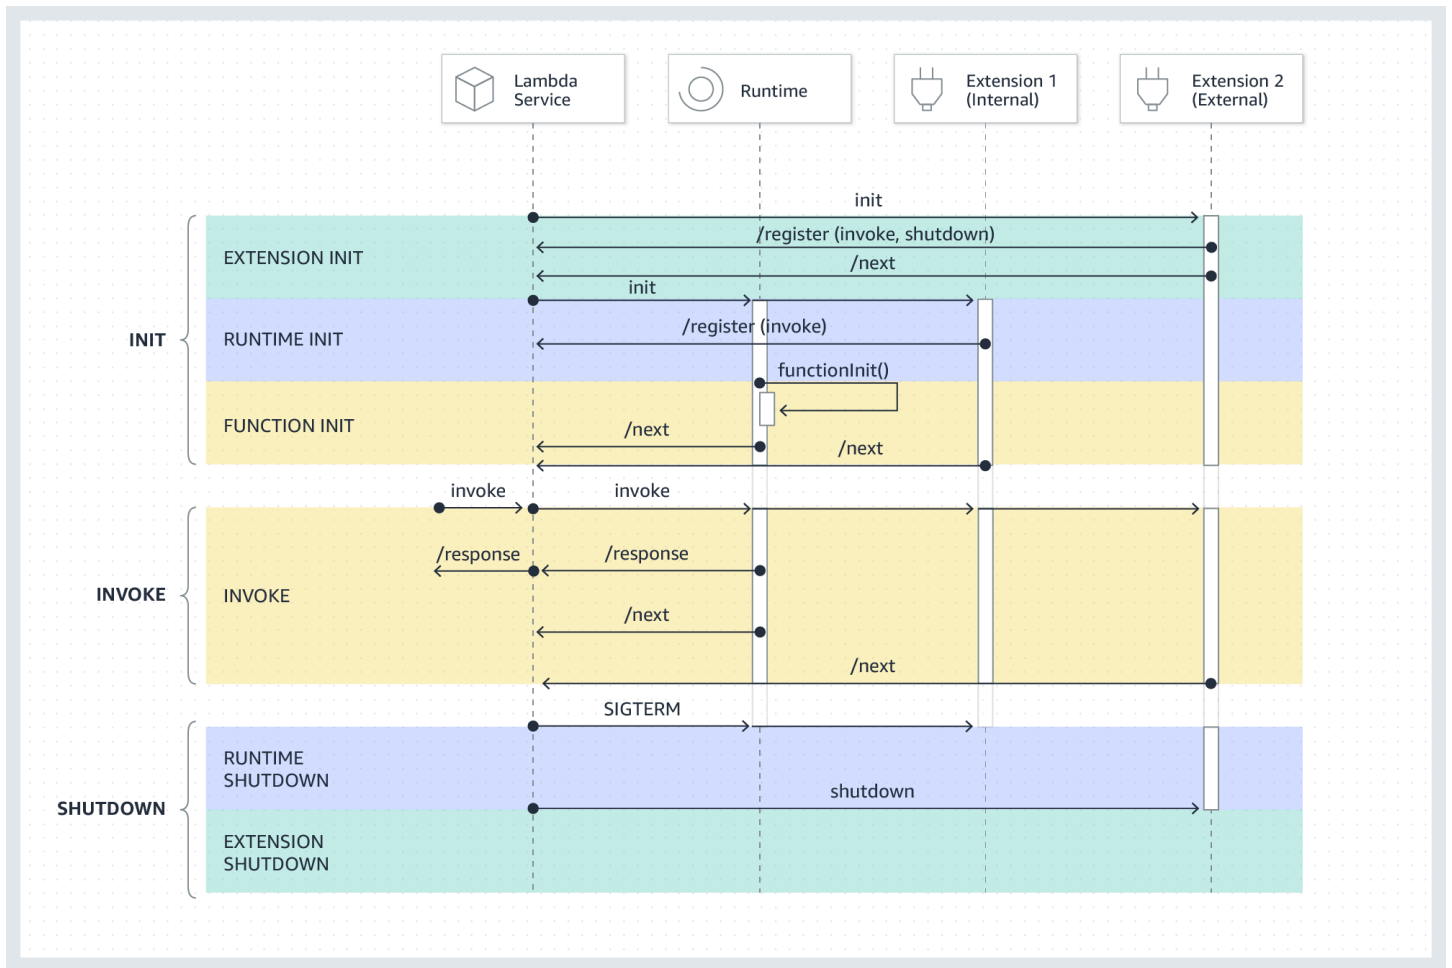 Lambda
Service
Runtime
Extension 1
(Internal)
Extension 2
(External)
init
EXTENSION INIT
/register (invoke, shutdown)
/next
init
INIT
RUNTIME INIT
/register (invoke)
functionInit()
FUNCTION INIT
/next
/next
invoke
invoke
/response
/response
INVOKE
INVOKE
/next
/next
SIGTERM
RUNTIME
SHUTDOWN
shutdown
SHUTDOWN
EXTENSION
SHUTDOWN